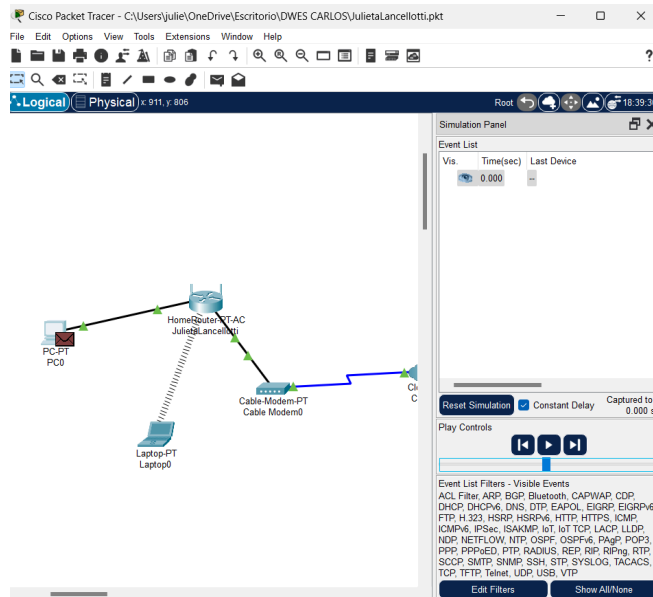 Cisco Packet Tracer - C:\Users\julie\OneDrive\Escritorio\DWES CARLOS\JulietaLancellotti.pkt
File Edit Options View Tools Extensions Window Help
?
Logical Physical x: 911, y: 806 Root 18:39:3
Simulation Panel
Event List
Vis. Time(sec) Last Device
0.000 --
HomeRouter-PT-AC
JulietaLancellotti
PC-PT
PC0
Cable-Modem-PT
Cable Modem0
Cl
C
Laptop-PT
Laptop0
Reset Simulation Constant Delay Captured to
0.000 s
Play Controls
Event List Filters - Visible Events
ACL Filter, ARP, BGP, Bluetooth, CAPWAP, CDP,
DHCP, DHCPv6, DNS, DTP, EAPOL, EIGRP, EIGRPv6
FTP, H.323, HSRP, HSRPv6, HTTP, HTTPS, ICMP,
ICMPv6, IPSec, ISAKMP, IoT, IoT TCP, LACP, LLDP,
NDP, NETFLOW, NTP, OSPF, OSPFv6, PAgP, POP3,
PPP, PPPoED, PTP, RADIUS, REP, RIP, RIPng, RTP,
SCCP, SMTP, SNMP, SSH, STP, SYSLOG, TACACS,
TCP, TFTP, Telnet, UDP, USB, VTP
Edit Filters Show All/None